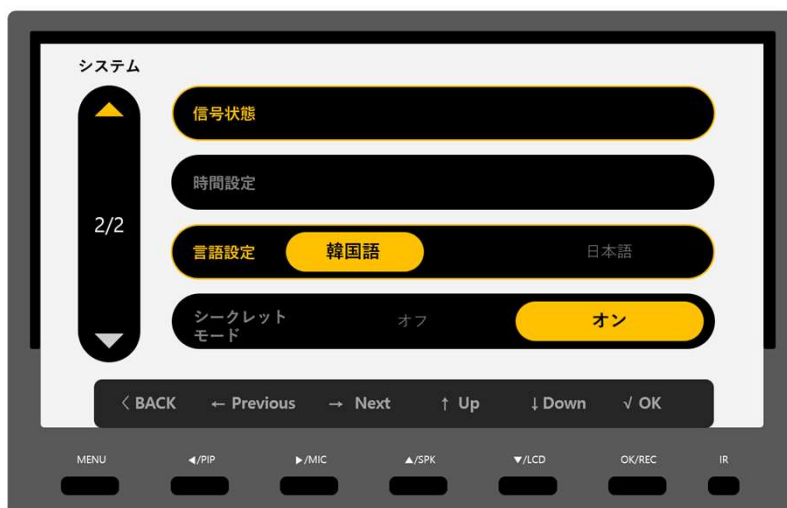 システム
信号状態
時間設定
2/2
言語設定 韓国語 日本語
シークレット
モード オフ オン
〈 BACK ← Previous → Next ↑ Up ↓ Down √ OK
MENU ◀/PIP ▶/MIC ▲/SPK ▼/LCD OK/REC IR